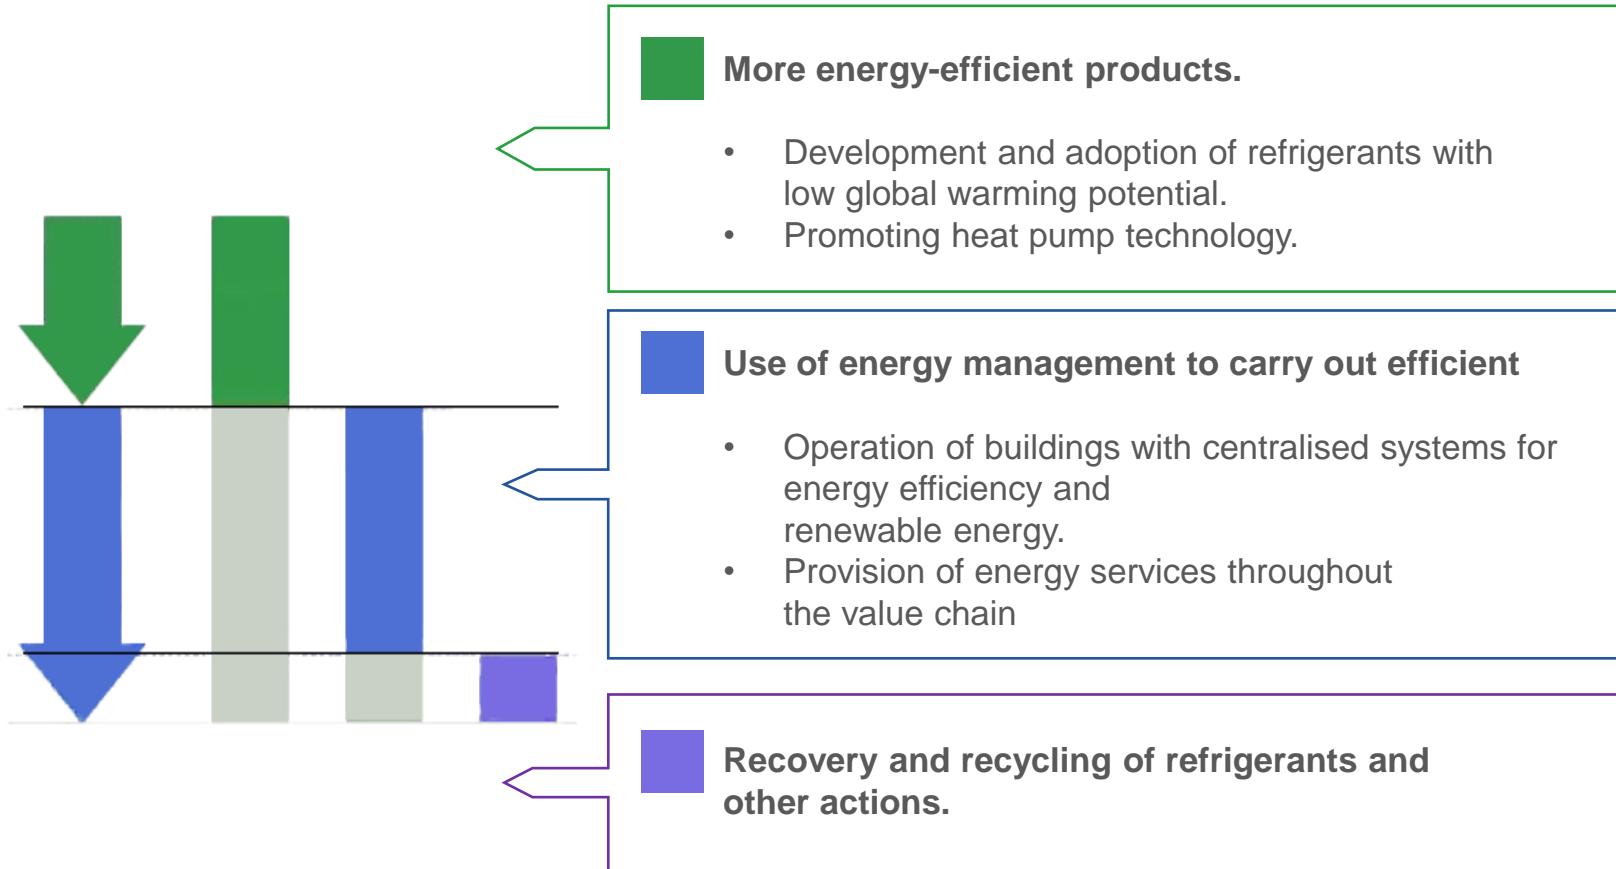 More energy-efficient products.
• Development and adoption of refrigerants with
low global warming potential.
• Promoting heat pump technology.
Use of energy management to carry out efficient
• Operation of buildings with centralised systems for
energy efficiency and
renewable energy.
• Provision of energy services throughout
the value chain
Recovery and recycling of refrigerants and
other actions.